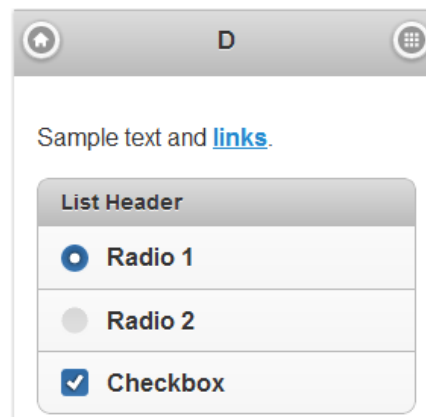 D
Sample text and links.
List Header
Radio 1
Radio 2
Checkbox